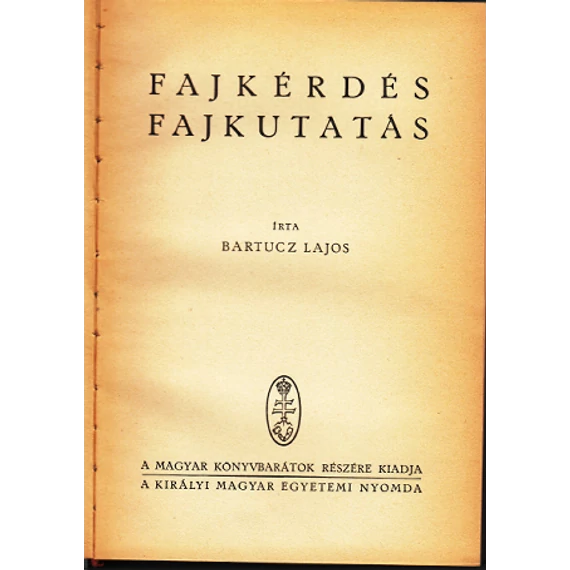 FAJKÉRDÉS
FAJKUTATÁS
ÍRTA
BARTUCZ LAJOS
A MAGYAR KÖNYVBARÁTOK RÉSZÉRE KIADJA
A KIRÁLYI MAGYAR EGYETEMI NYOMDA